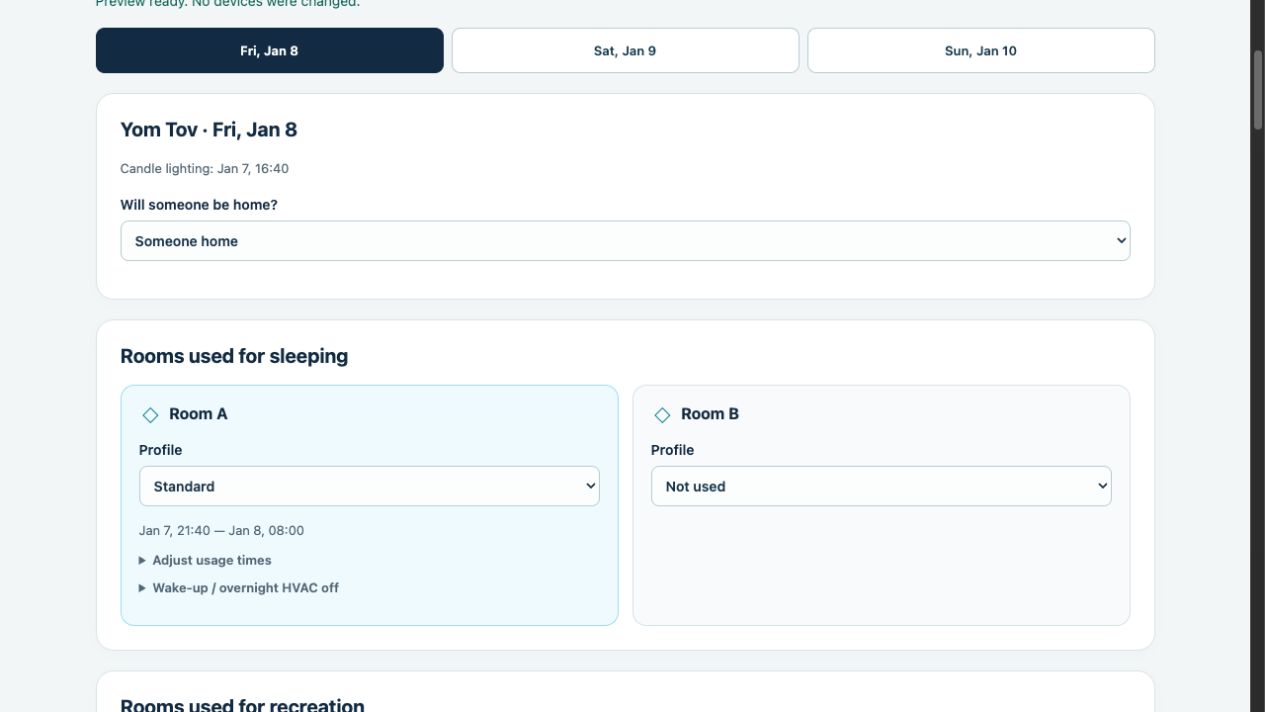 Preview ready. No devices were changed.
Fri, Jan 8
Sat, Jan 9
Sun, Jan 10
Yom Tov · Fri, Jan 8
Candle lighting: Jan 7, 16:40
Will someone be home?
Someone home
Rooms used for sleeping
Room A
Profile
Standard
Jan 7, 21:40 — Jan 8, 08:00
Adjust usage times
Wake-up / overnight HVAC off
Room B
Profile
Not used
Rooms used for recreation